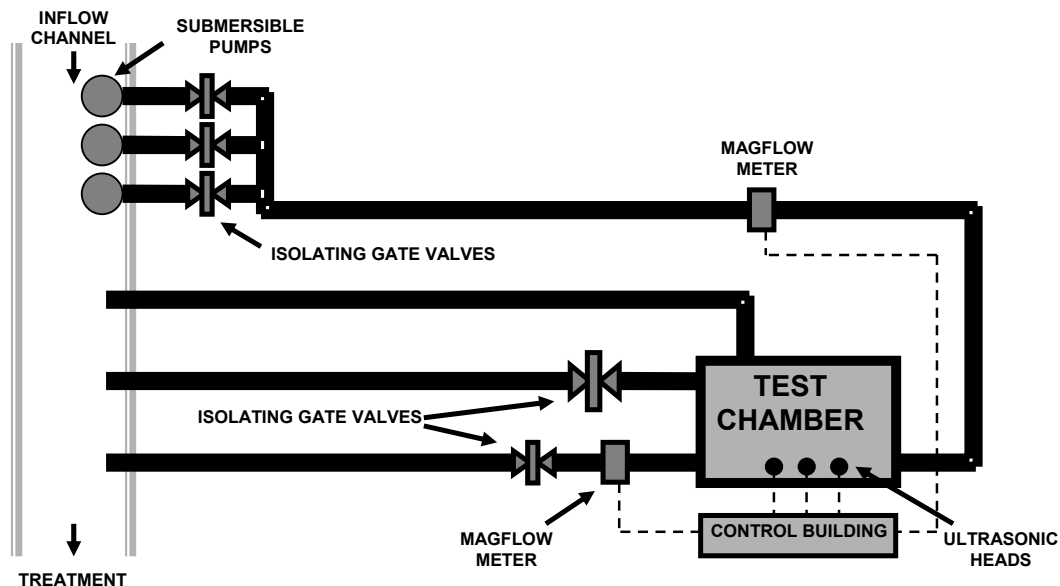 INFLOW
CHANNEL
SUBMERSIBLE
PUMPS
MAGFLOW
METER
ISOLATING GATE VALVES
TEST
CHAMBER
ISOLATING GATE VALVES
MAGFLOW
METER
CONTROL BUILDING
ULTRASONIC
HEADS
TREATMENT